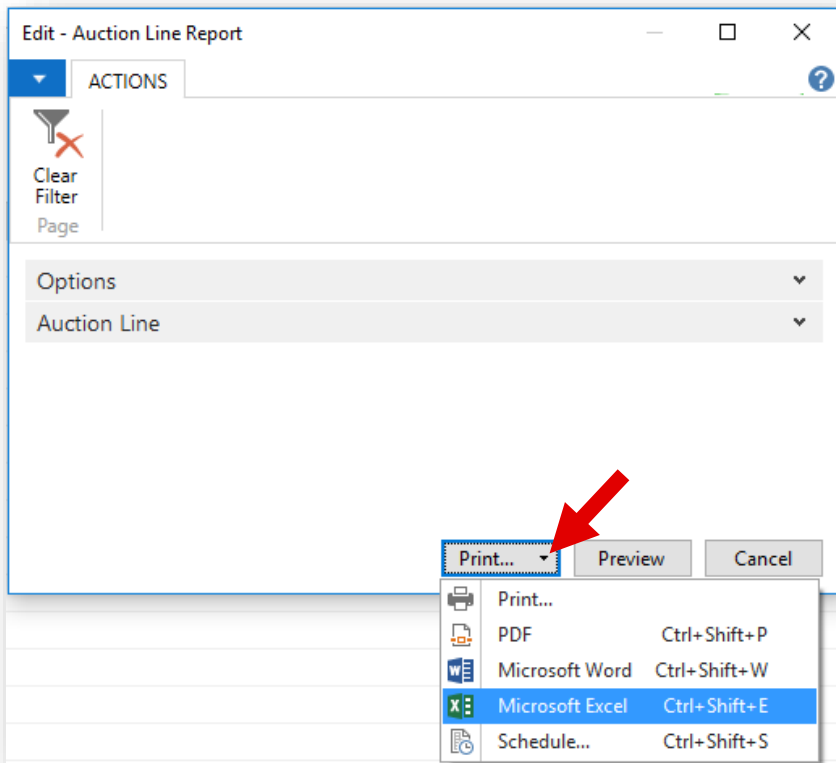 Edit - Auction Line Report
ACTIONS
?
Clear
Filter
Page
Options
Auction Line
Print... Preview Cancel
Print...
PDF Ctrl+Shift+P
Microsoft Word Ctrl+Shift+W
Microsoft Excel Ctrl+Shift+E
Schedule... Ctrl+Shift+S